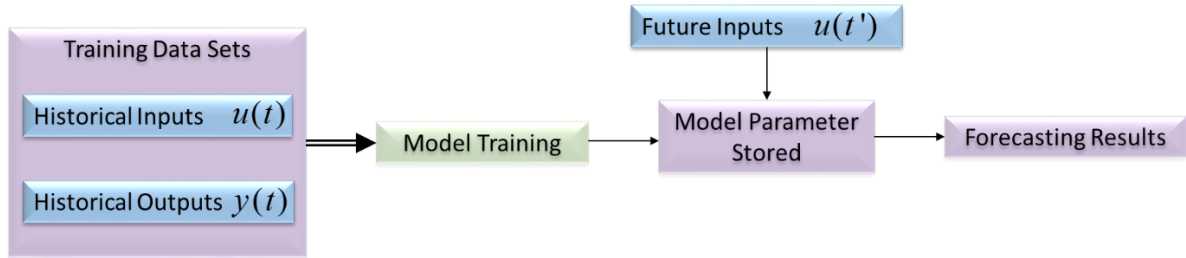 Training Data Sets
Historical Inputs u(t)
Historical Outputs y(t)
Model Training
Future Inputs u(t')
Model Parameter
Stored
Forecasting Results